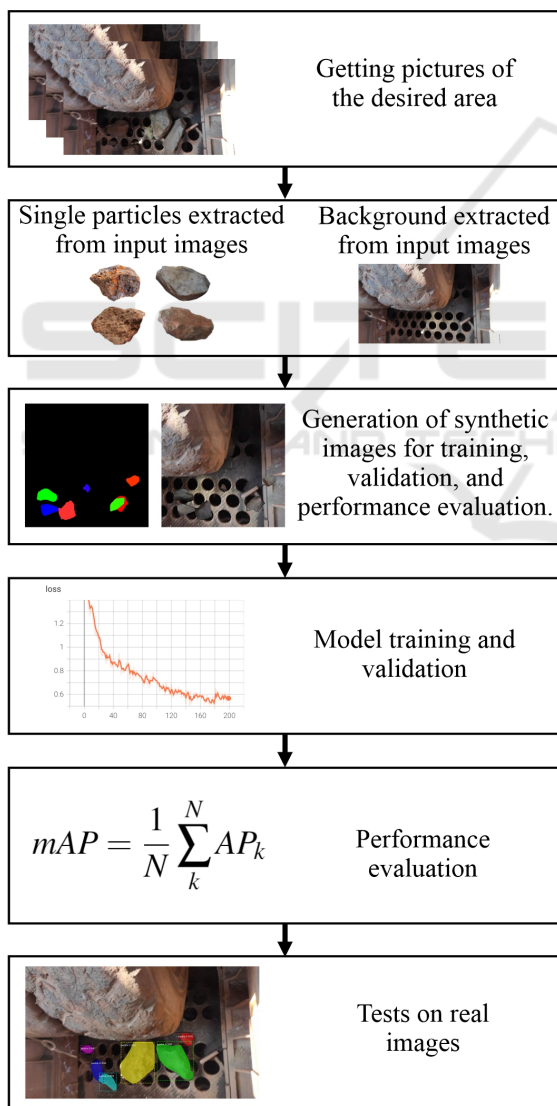 Getting pictures of
the desired area
Single particles extracted
from input images
Background extracted
from input images
Generation of synthetic
images for training,
validation, and
performance evaluation.
loss
1.2
1
0.8
0.6
0 40 80 120 160 200
Model training and
validation
mAP = \frac{1}{N} \sum_{k}^{N} AP_k
Performance
evaluation
Tests on real
images